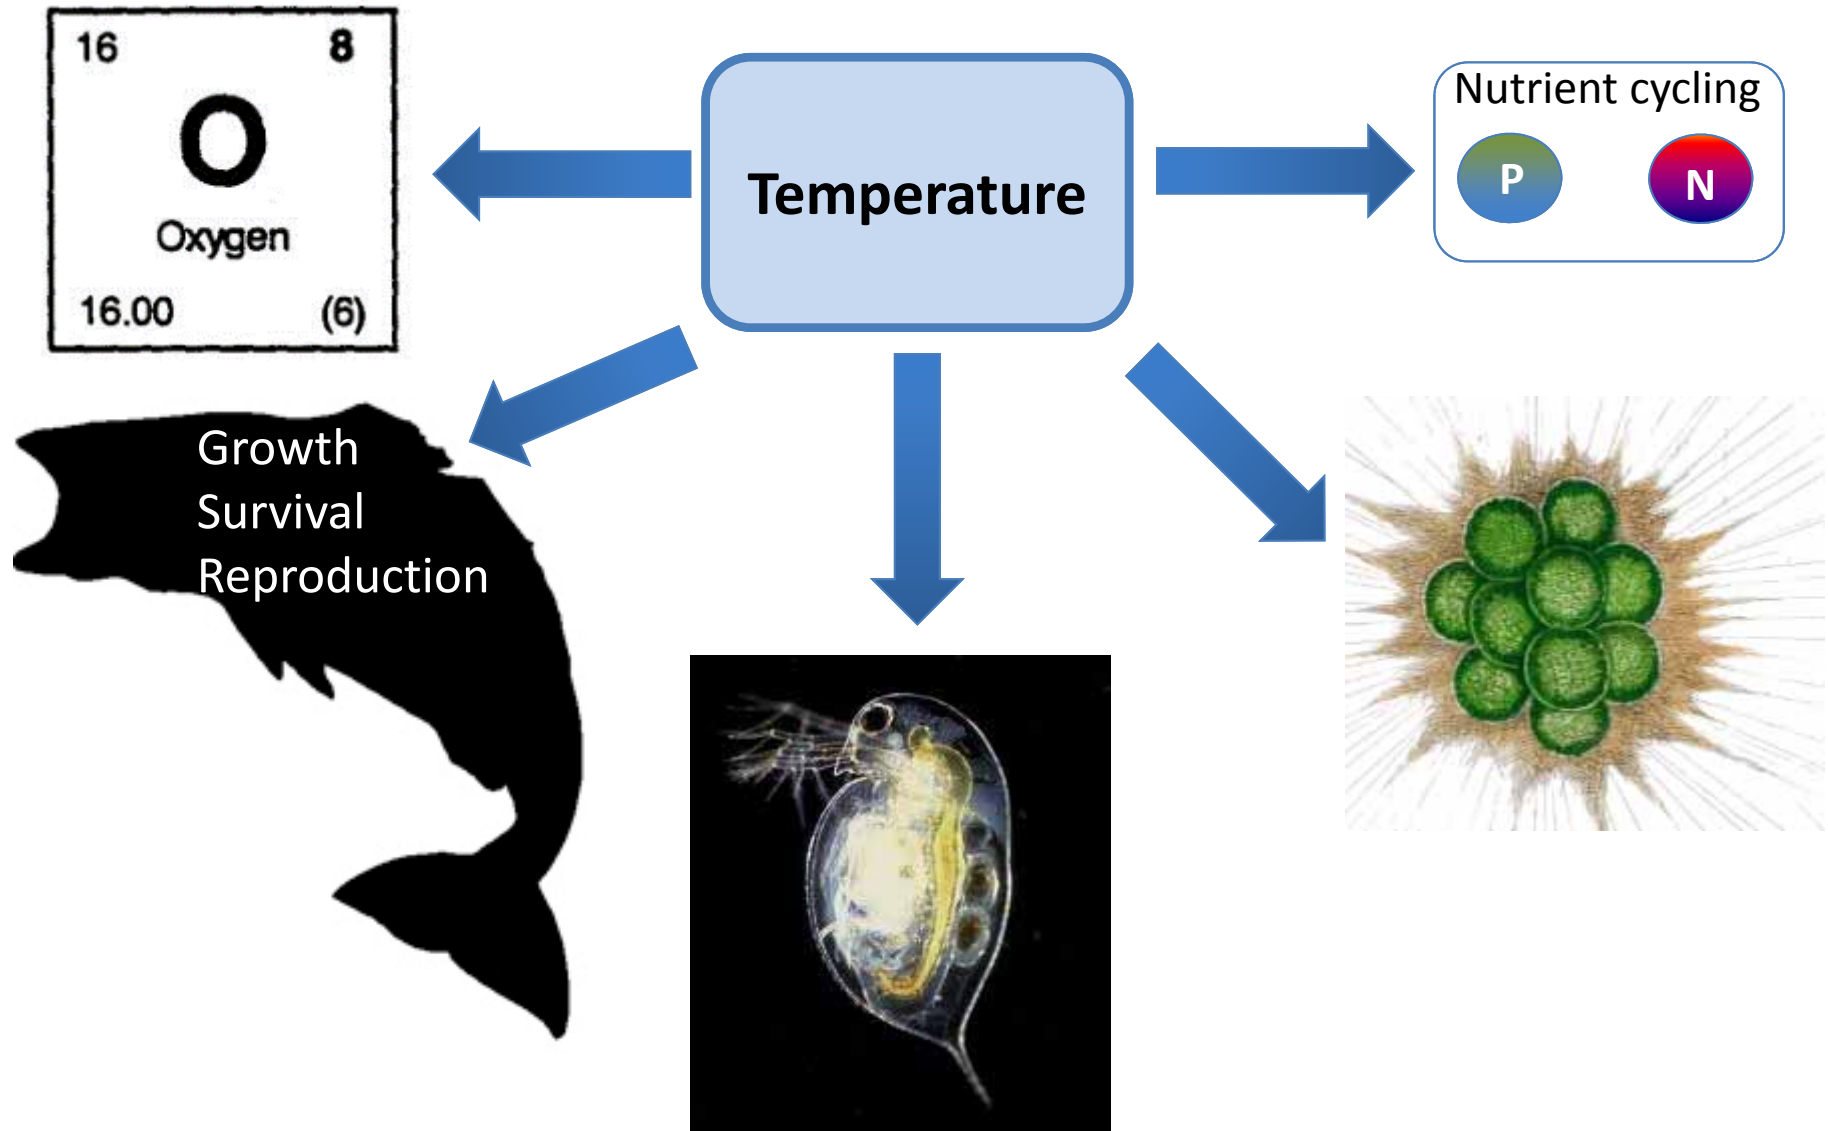 16 8
O
Oxygen
16.00 (6)
Temperature
Nutrient cycling
P N
Growth
Survival
Reproduction